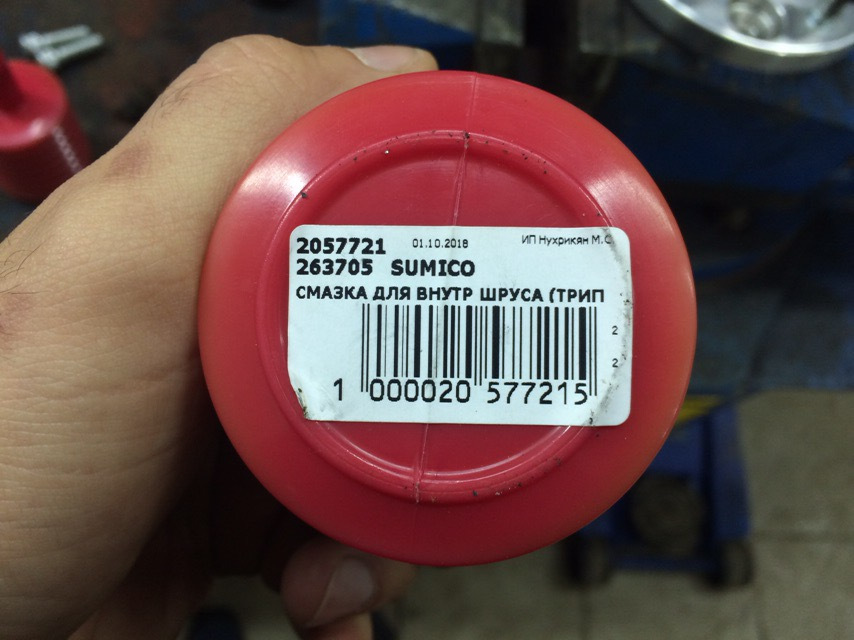 2057721 01.10.2018 ИП Нухрикян М.С
263705 SUMICO
СМАЗКА ДЛЯ ВНУТР ШРУСА (ТРИП
2
2
1 000020 577215